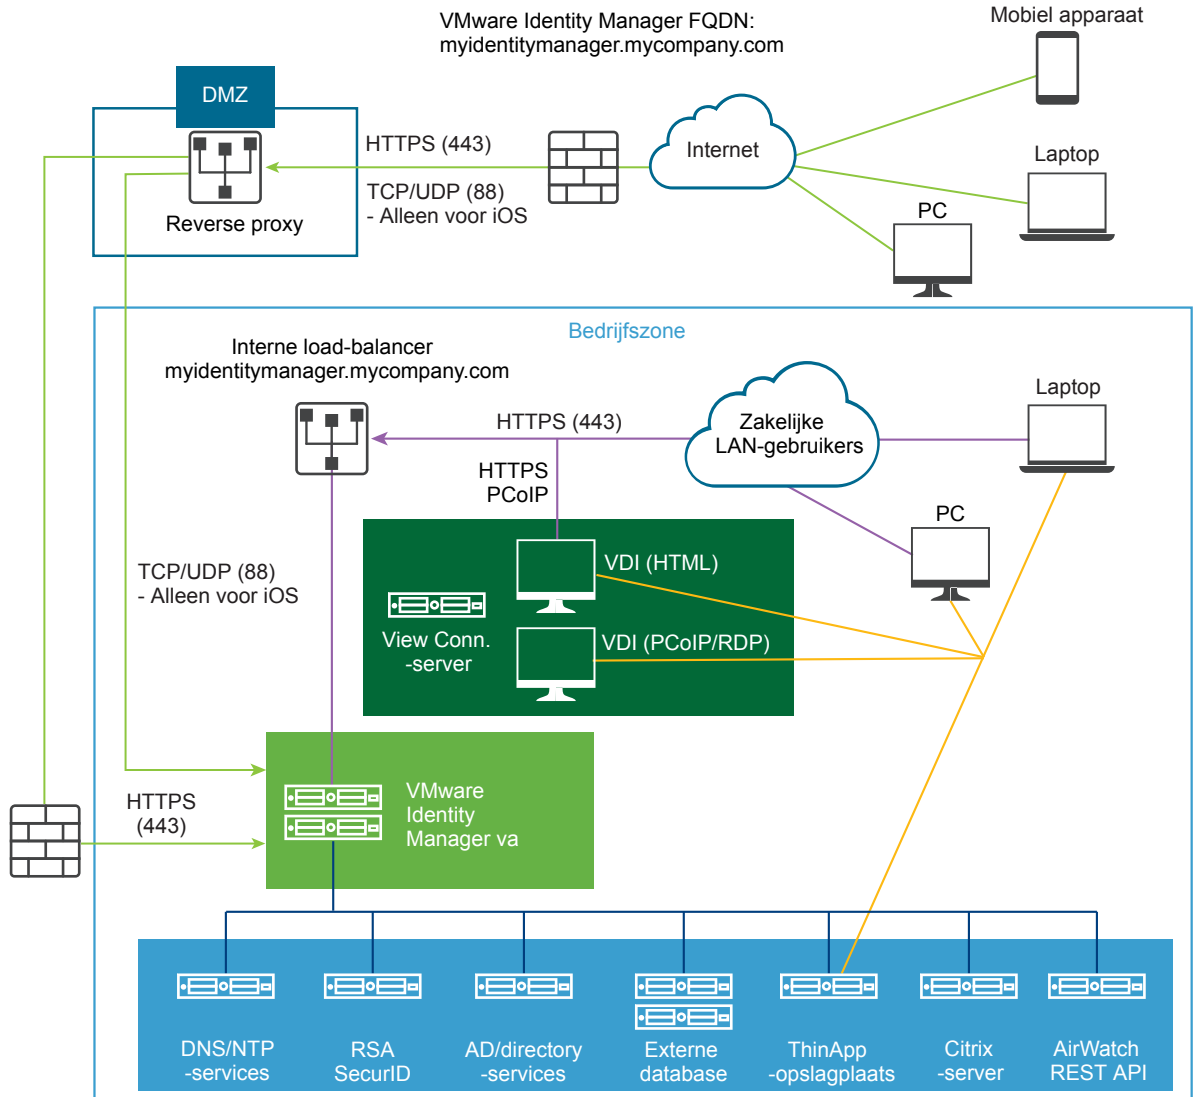 VMware Identity Manager FQDN:
myidentitymanager.mycompany.com
Mobiel apparaat
DMZ
HTTPS (443)
Internet
Laptop
TCP/UDP (88)
- Alleen voor iOS
Reverse proxy
PC
Bedrijfszone
Interne load-balancer
myidentitymanager.mycompany.com
Laptop
HTTPS (443)
Zakelijke
LAN-gebruikers
HTTPS
PCoIP
PC
TCP/UDP (88)
- Alleen voor iOS
VDI (HTML)
View Conn.
-server
VDI (PCoIP/RDP)
HTTPS
(443)
VMware
Identity
Manager va
DNS/NTP
-services
RSA
SecurID
AD/directory
-services
Externe
database
ThinApp
-opslagplaats
Citrix
-server
AirWatch
REST API